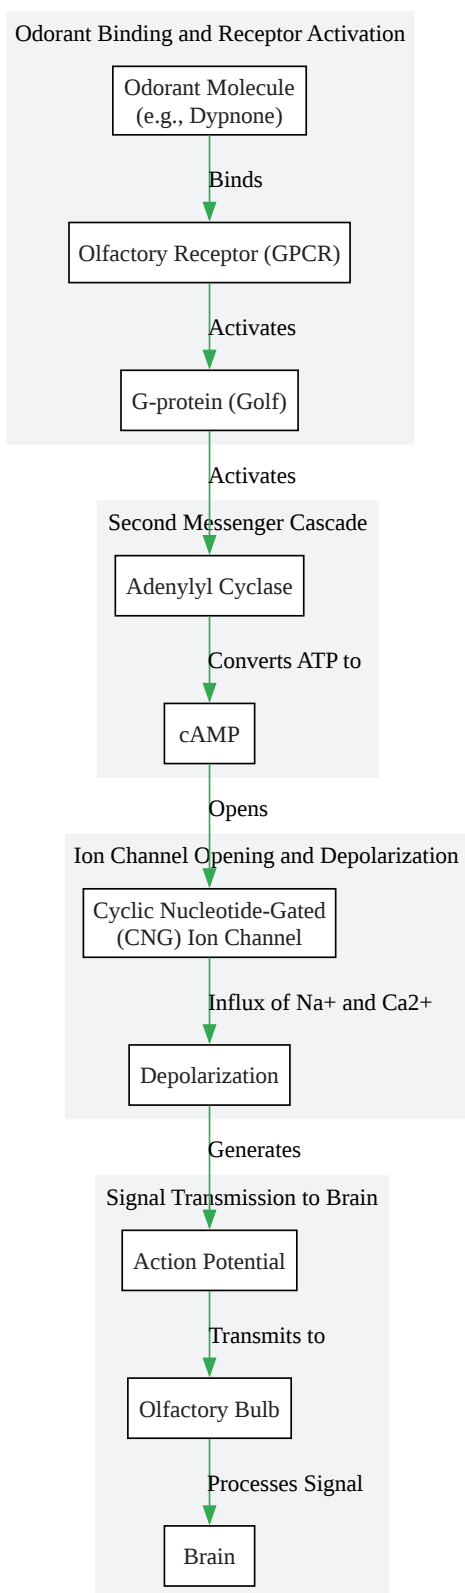 Odorant Binding and Receptor Activation
Odorant Molecule
(e.g., Dypnone)
Binds
Olfactory Receptor (GPCR)
Activates
G-protein (Golf)
Activates
Second Messenger Cascade
Adenylyl Cyclase
Converts ATP to
cAMP
Opens
Ion Channel Opening and Depolarization
Cyclic Nucleotide-Gated
(CNG) Ion Channel
Influx of Na+ and Ca2+
Depolarization
Generates
Signal Transmission to Brain
Action Potential
Transmits to
Olfactory Bulb
Processes Signal
Brain